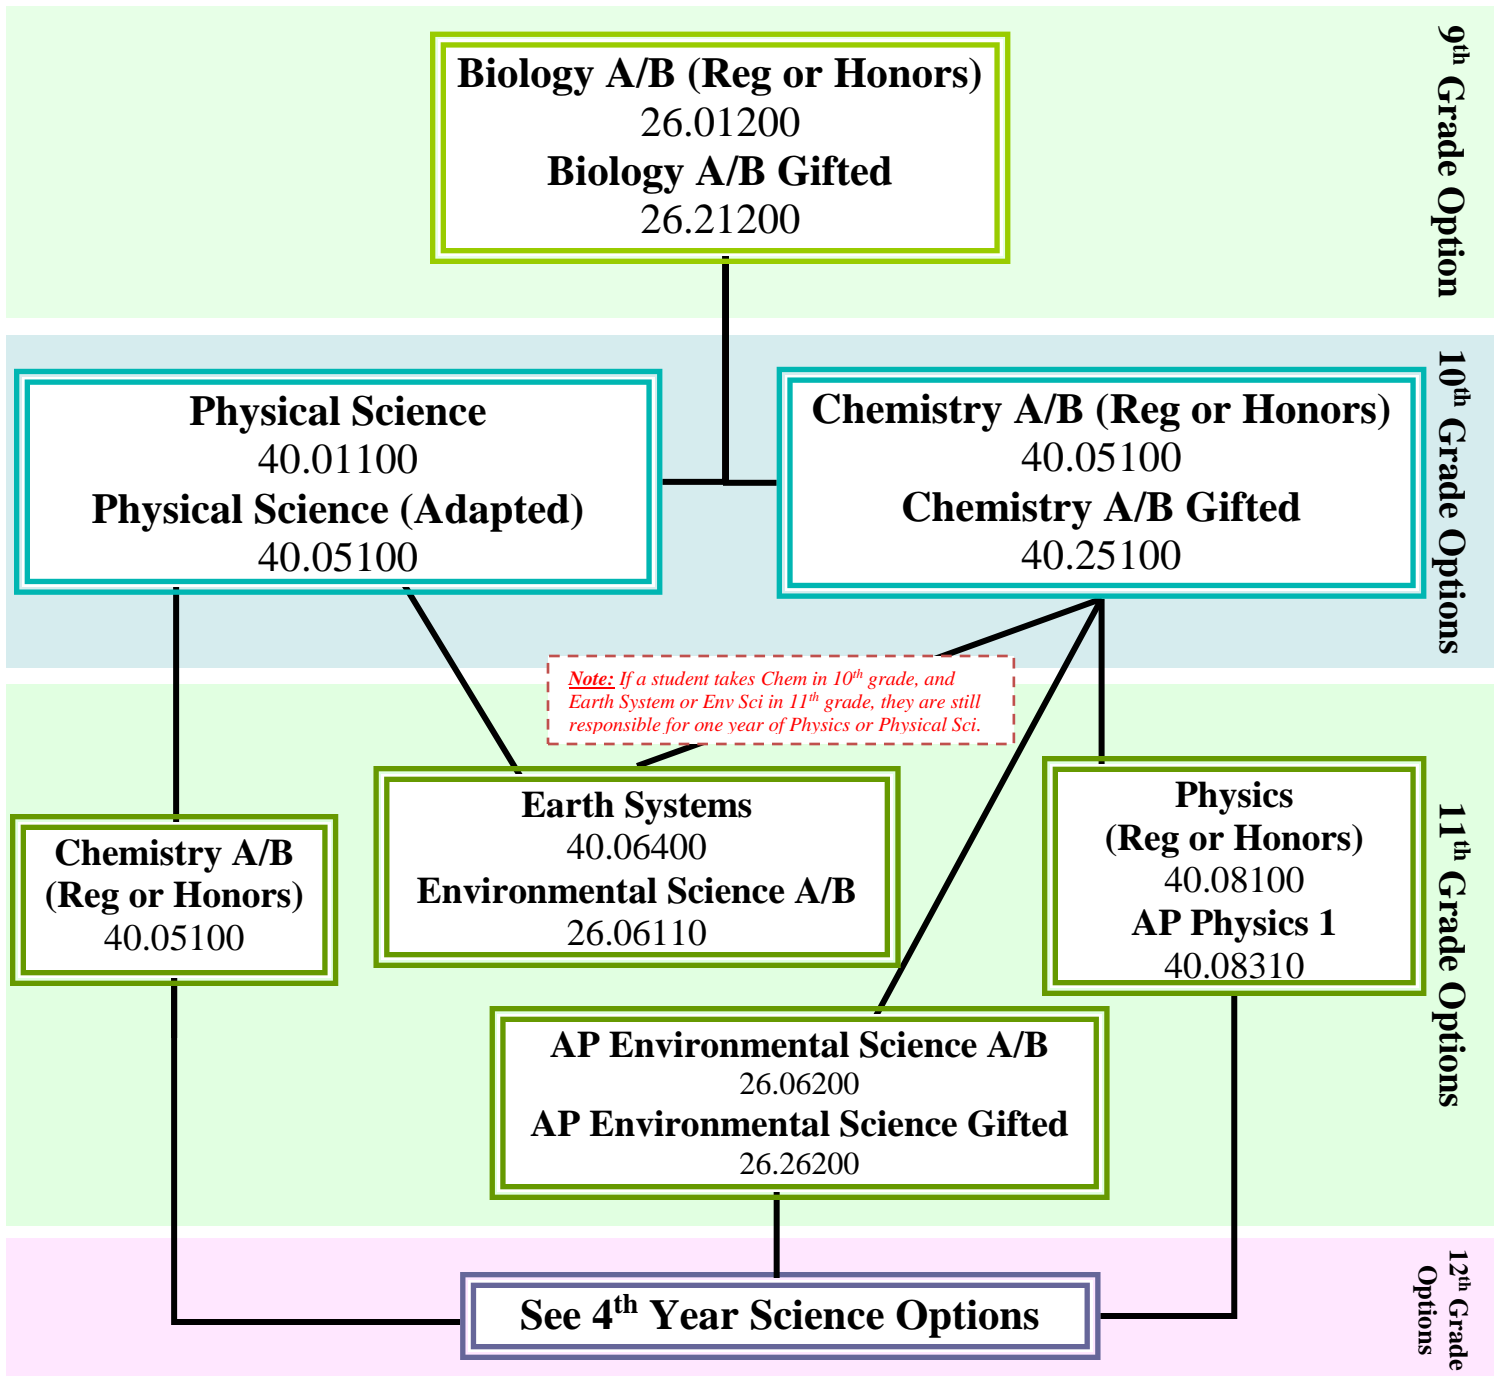 9th Grade Option
Biology A/B (Reg or Honors)
26.01200
Biology A/B Gifted
26.21200
10th Grade Options
Physical Science
40.01100
Physical Science (Adapted)
40.05100
Chemistry A/B (Reg or Honors)
40.05100
Chemistry A/B Gifted
40.25100
Note: If a student takes Chem in 10th grade, and
Earth System or Env Sci in 11th grade, they are still
responsible for one year of Physics or Physical Sci.
11th Grade Options
Chemistry A/B
(Reg or Honors)
40.05100
Earth Systems
40.06400
Environmental Science A/B
26.06110
Physics
(Reg or Honors)
40.08100
AP Physics 1
40.08310
AP Environmental Science A/B
26.06200
AP Environmental Science Gifted
26.26200
12th Grade
Options
See 4th Year Science Options